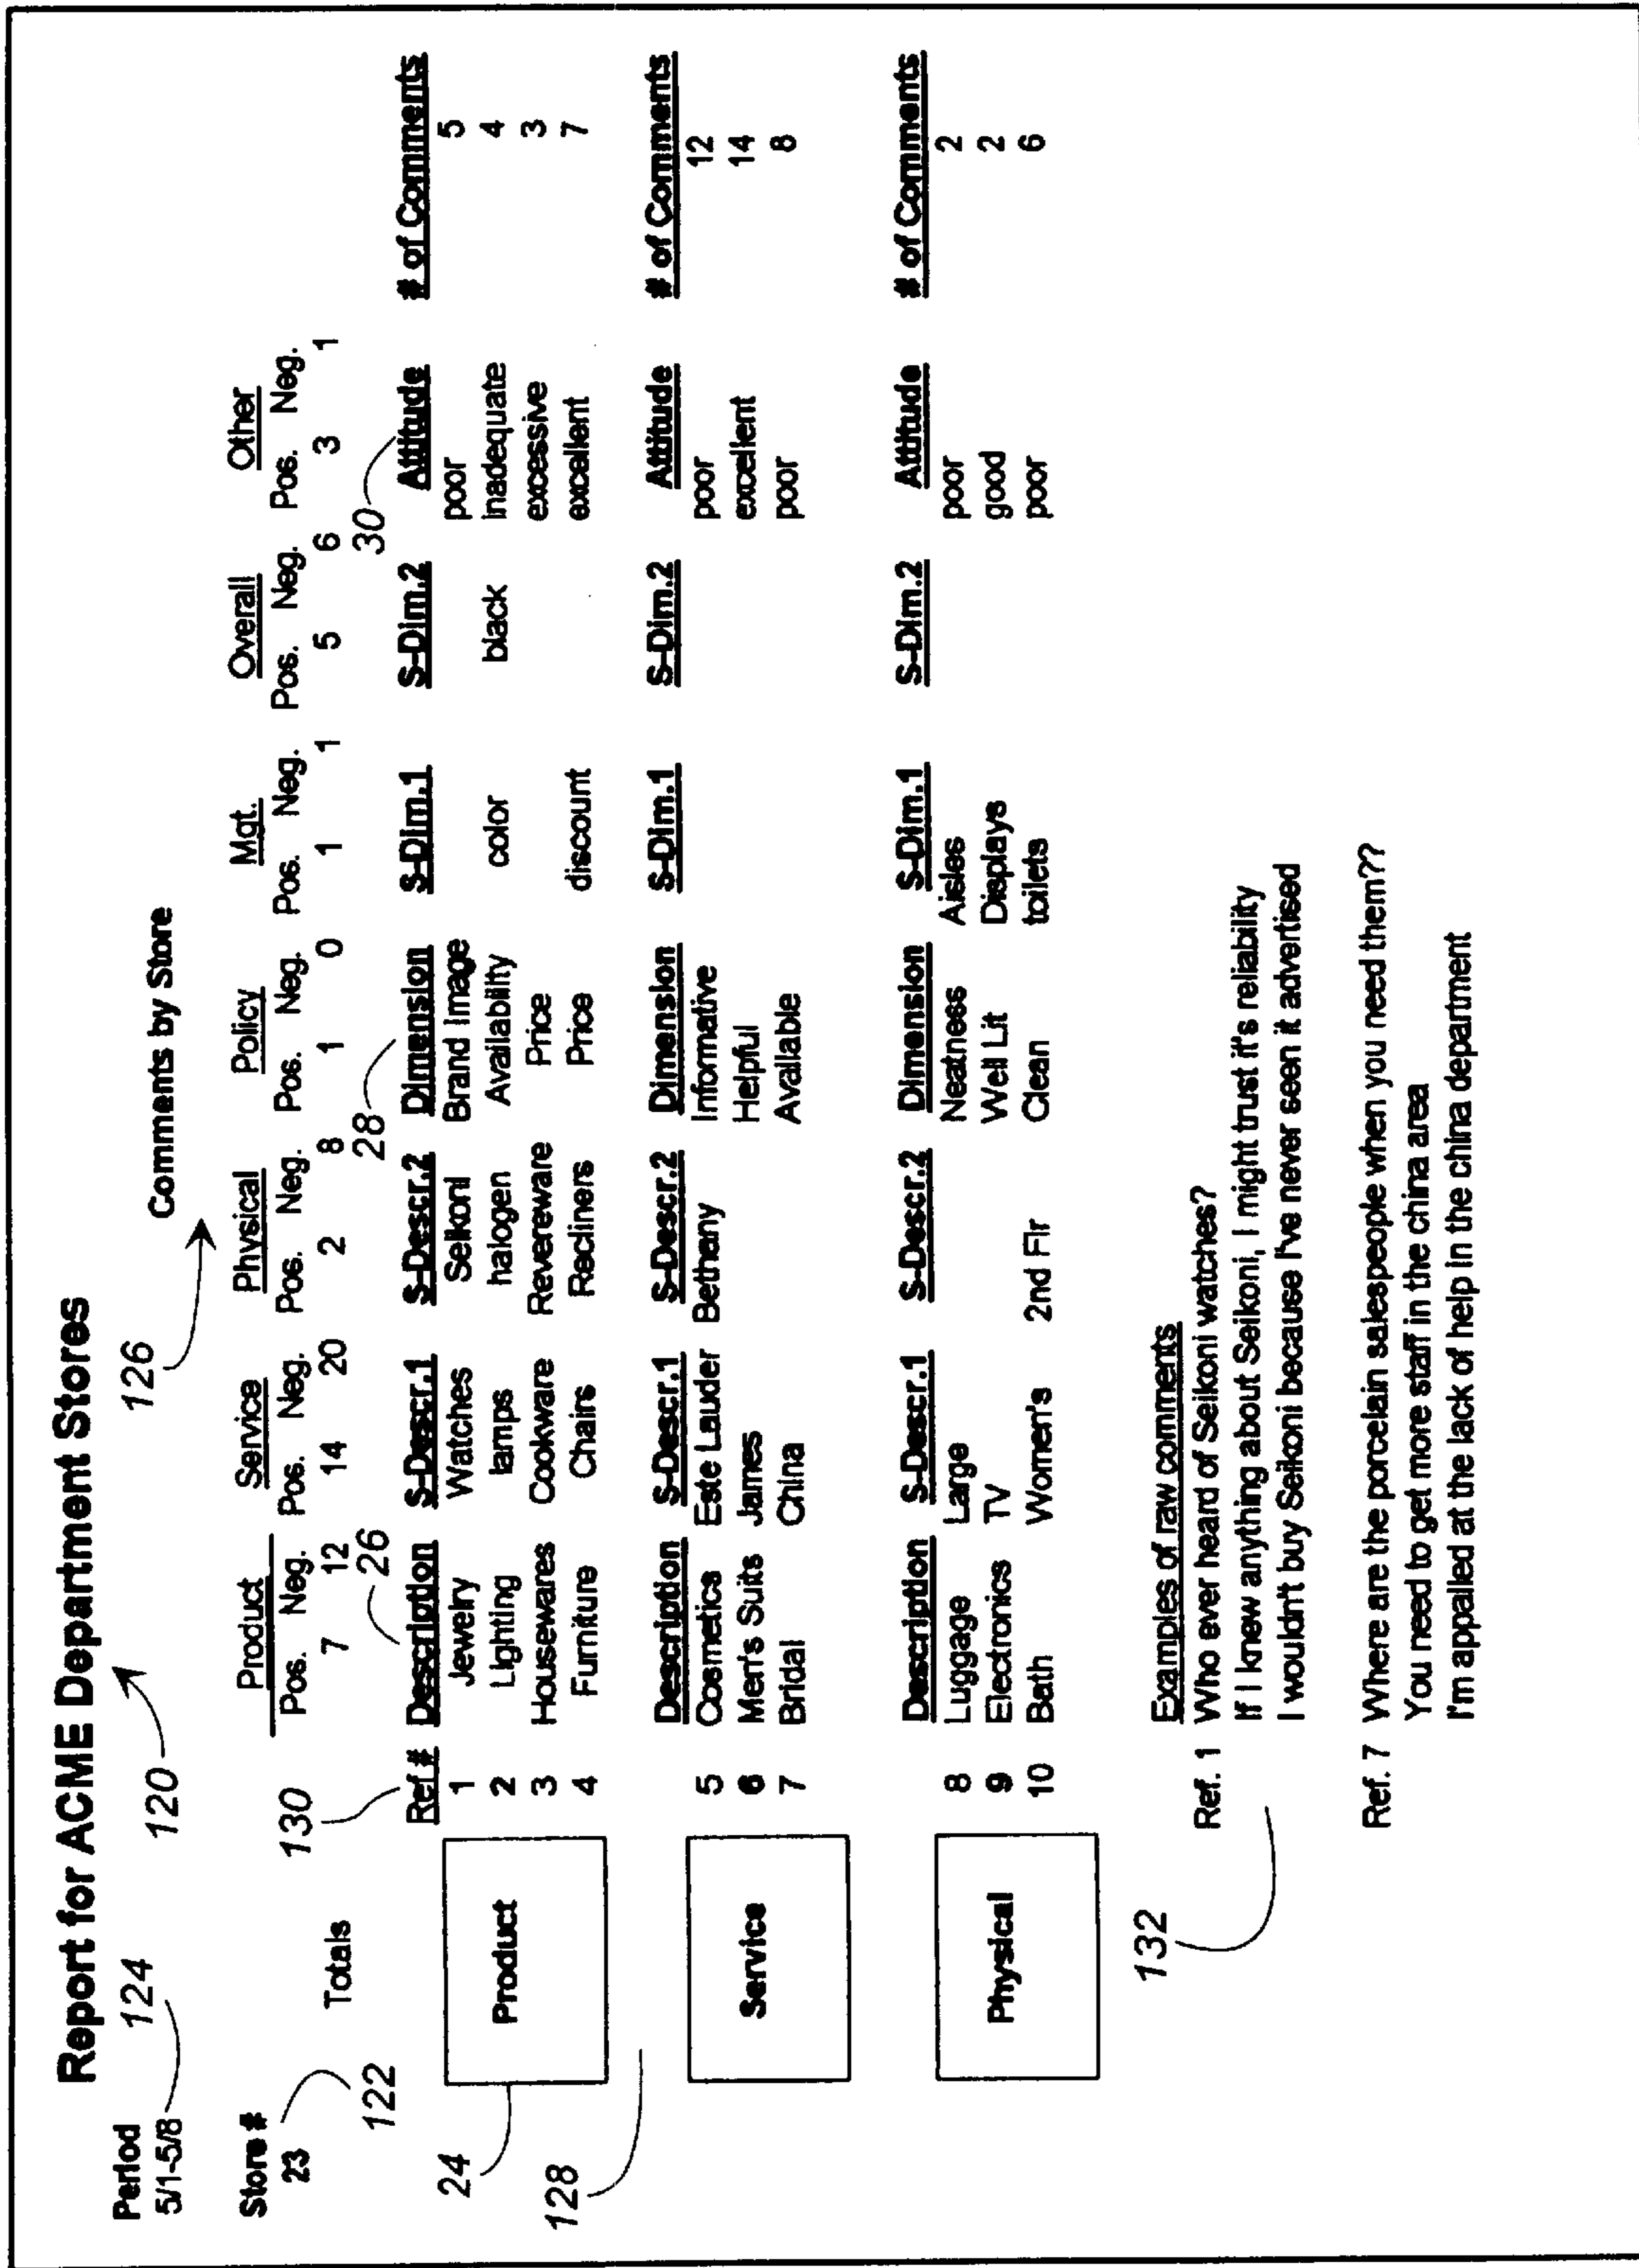 Report for ACME Department Stores
Period 124 120 126
5/1-5/8 Comments by Store
Store # 130 Product Service Physical Policy Mgt. Overall Other
23 Pos. Neg. Pos. Neg. Pos. Neg. Pos. Neg. Pos. Neg. Pos. Neg. Pos. Neg.
Totals 7 12 14 20 2 8 1 0 1 1 5 6 3 1
122 26 28 30
Ref # Description S-Descr.1 S-Descr.2 Dimension S-Dim.1 S-Dim.2 Attitude # of Comments
24 Product
1 Jewelry Watches Seikoni Brand Image poor 5
2 Lighting lamps halogen Availability color black inadequate 4
3 Housewares Cookware Revereware Price excessive 3
4 Furniture Chairs Recliners Price discount excellent 7
128
Description S-Descr.1 S-Descr.2 Dimension S-Dim.1 S-Dim.2 Attitude # of Comments
Service
5 Cosmetics Este Lauder Bethany Informative poor 12
6 Men's Suits James Helpful excellent 14
7 Bridal China Available poor 8
Description S-Descr.1 S-Descr.2 Dimension S-Dim.1 S-Dim.2 Attitude # of Comments
Physical
8 Luggage Large Neatness Aisles poor 2
9 Electronics TV Well Lit Displays good 2
10 Bath Women's 2nd Flr Clean toilets poor 6
132
Examples of raw comments
Ref. 1 Who ever heard of Seikoni watches?
If I knew anything about Seikoni, I might trust it's reliability
I wouldn't buy Seikoni because I've never seen it advertised
Ref. 7 Where are the porcelain salespeople when you need them??
You need to get more staff in the china area
I'm appalled at the lack of help in the china department